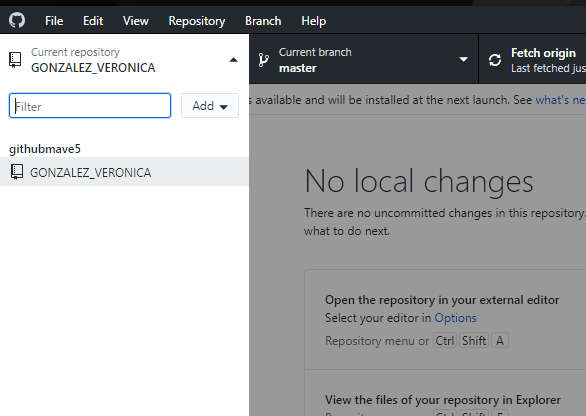 File Edit View Repository Branch Help
Current repository
GONZALEZ_VERONICA
Current branch
master
Fetch origin
Last fetched jus
Filter
Add
s available and will be installed at the next launch. See what's ne
githubmave5
GONZALEZ_VERONICA
No local changes
There are no uncommitted changes in this repository.
what to do next.
Open the repository in your external editor
Select your editor in Options
Repository menu or Ctrl Shift A
View the files of your repository in Explorer